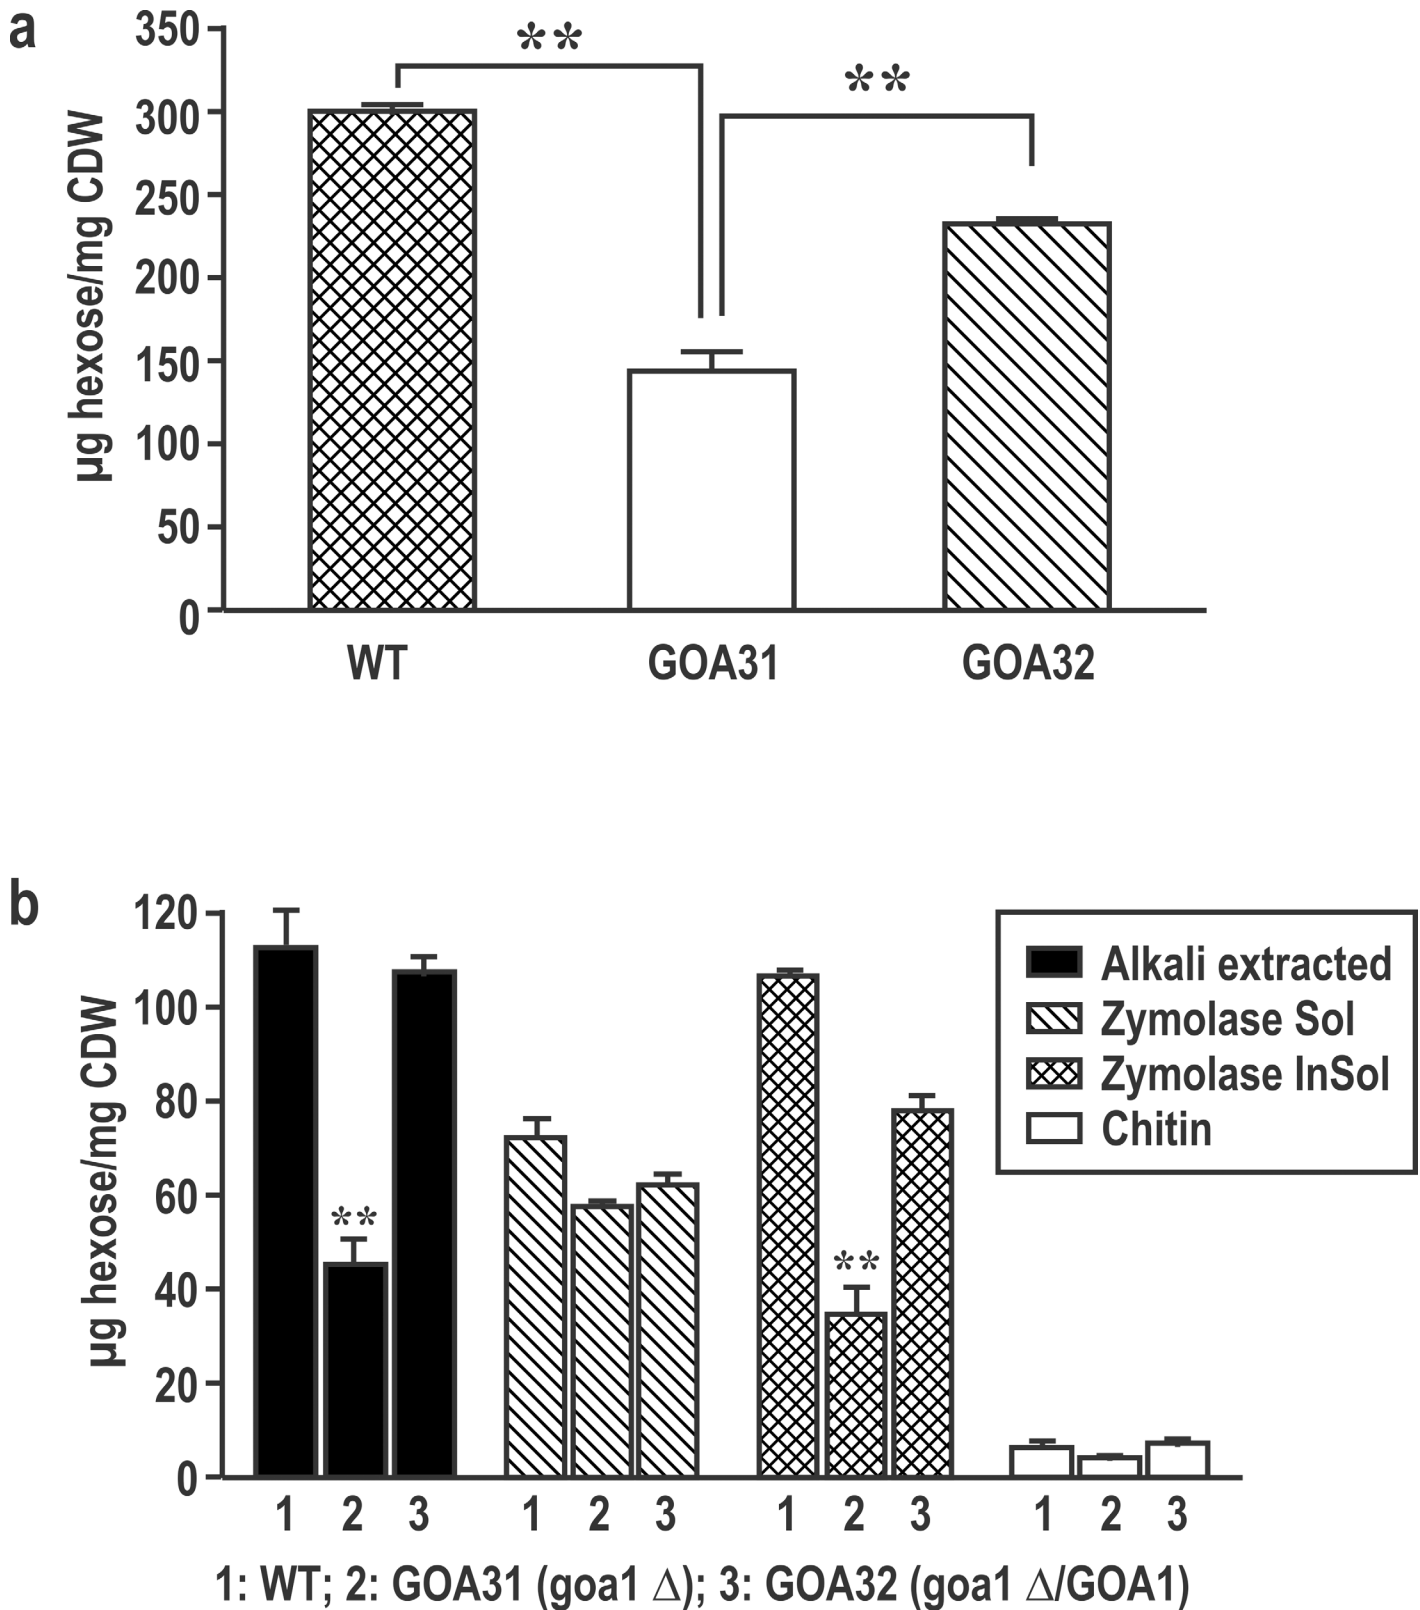 a
350
300
250
200
150
100
50
0
µg hexose/mg CDW
**
**
WT GOA31 GOA32
b
120
100
80
60
40
20
0
µg hexose/mg CDW
**
**
Alkali extracted
Zymolase Sol
Zymolase InSol
Chitin
1 2 3 1 2 3 1 2 3 1 2 3
1: WT; 2: GOA31 (goa1 Δ); 3: GOA32 (goa1 Δ/GOA1)